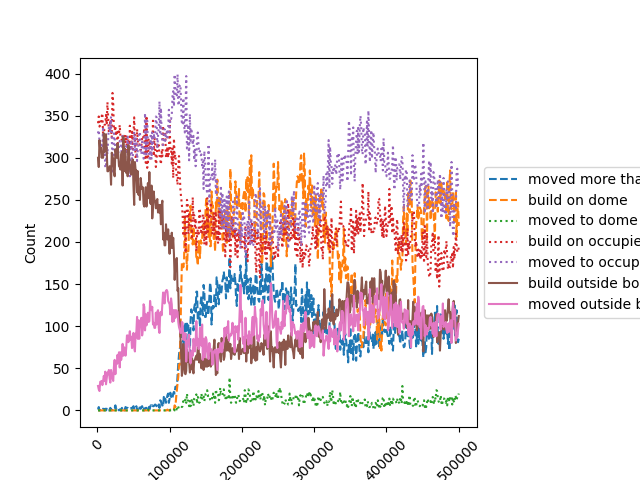 Count
400
350
300
250
200
150
100
50
0
0
100000
200000
300000
400000
500000
moved more tha
build on dome
moved to dome
build on occupie
moved to occup
build outside bo
moved outside b